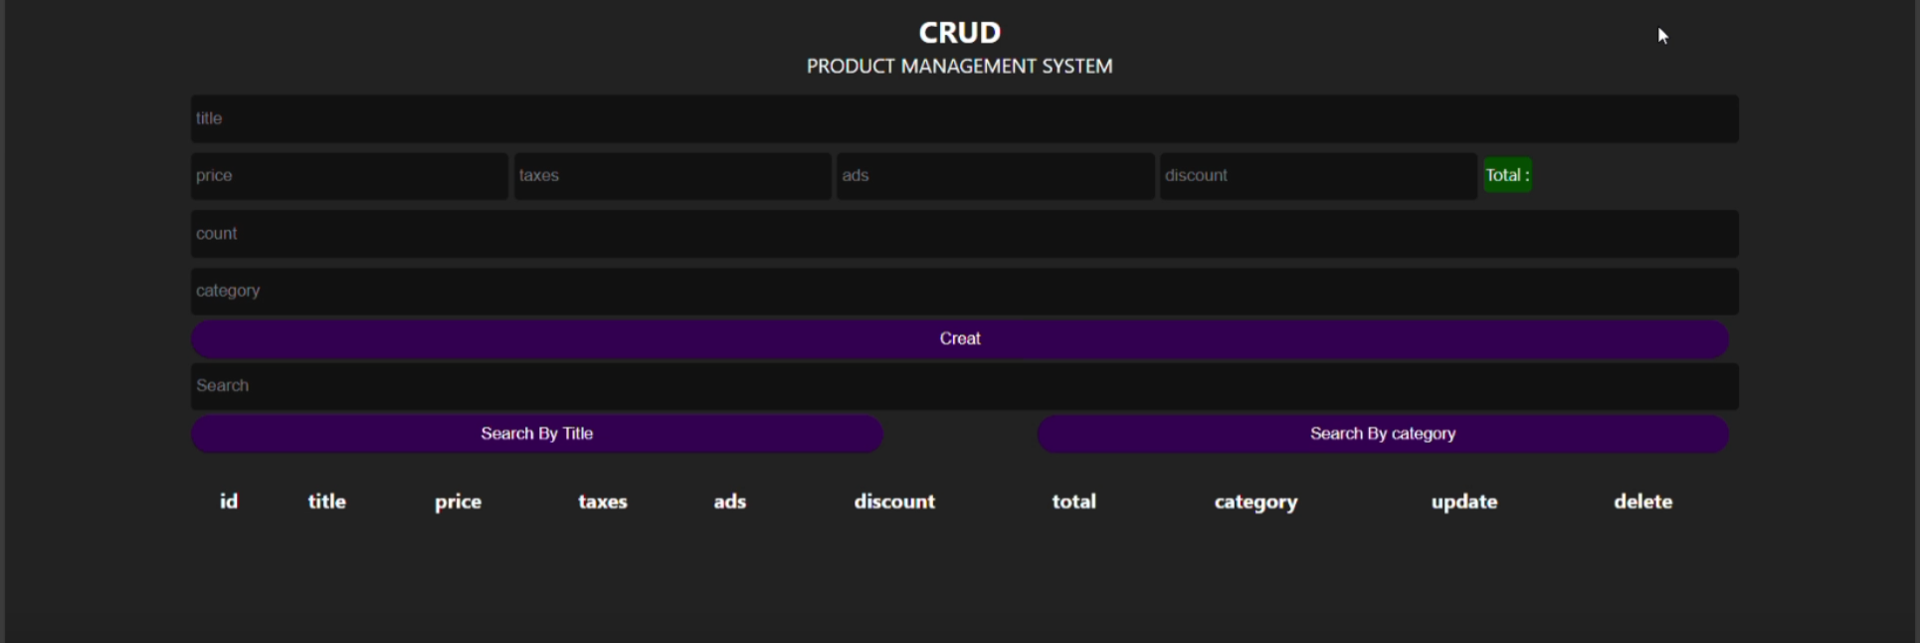 CRUD
PRODUCT MANAGEMENT SYSTEM
title
price taxes ads discount Total :
count
category
Creat
Search
Search By Title Search By category
id title price taxes ads discount total category update delete